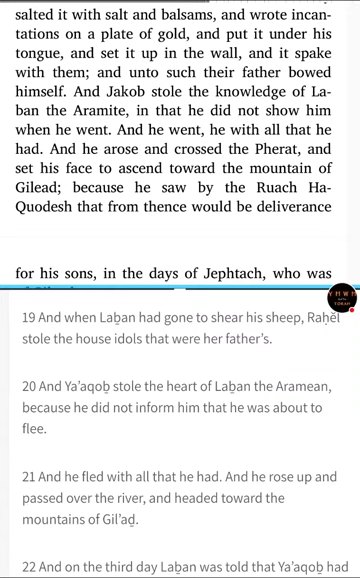 salted it with salt and balsams, and wrote incan-
tations on a plate of gold, and put it under his
tongue, and set it up in the wall, and it spake
with them; and unto such their father bowed
himself. And Jakob stole the knowledge of La-
ban the Aramite, in that he did not show him
when he went. And he went, he with all that he
had. And he arose and crossed the Pherat, and
set his face to ascend toward the mountain of
Gilead; because he saw by the Ruach Ha-
Quodesh that from thence would be deliverance
for his sons, in the days of Jephtach, who was
19 And when Laḇan had gone to shear his sheep, Raḥĕl
stole the house idols that were her father’s.
20 And Ya‛aqoḇ stole the heart of Laḇan the Aramean,
because he did not inform him that he was about to
flee.
21 And he fled with all that he had. And he rose up and
passed over the river, and headed toward the
mountains of Gil‛aḏ.
22 And on the third day Laḇan was told that Ya‛aqoḇ had